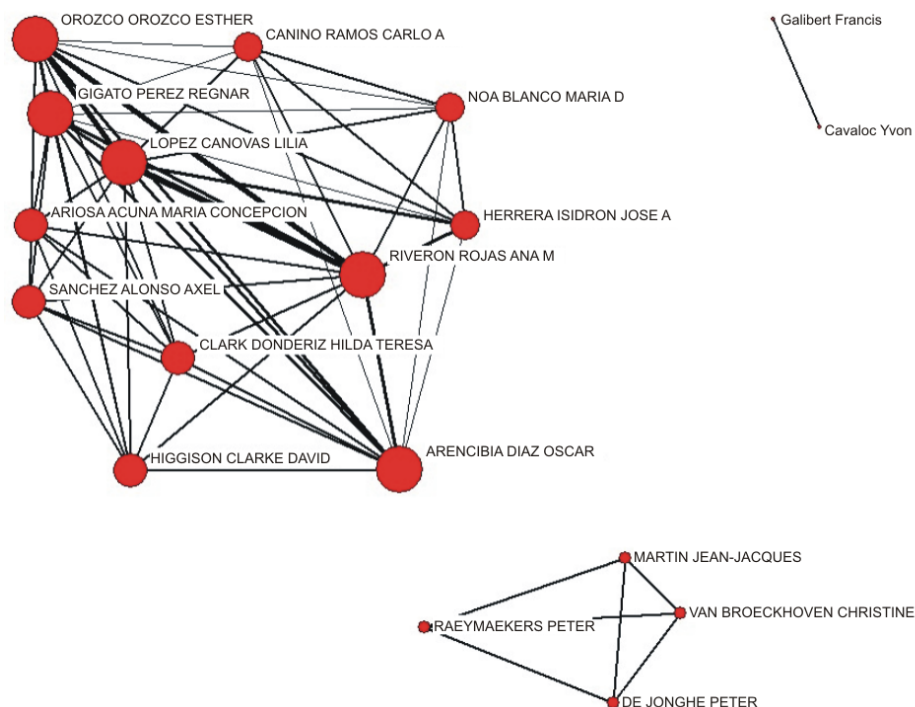 OROZCO OROZCO ESTHER
Galibert Francis
CANINO RAMOS CARLO A
GIGATO PEREZ REGNAR
NOA BLANCO MARIA D
Cavaloc Yvon
LOPEZ CANOVAS LILIA
ARIOSA ACUNA MARIA CONCEPCION
HERRERA ISIDRON JOSE A
RIVERON ROJAS ANA M
SANCHEZ ALONSO AXEL
CLARK DONDERIZ HILDA TERESA
ARENCIBIA DIAZ OSCAR
HIGGISON CLARKE DAVID
MARTIN JEAN-JACQUES
VAN BROECKHOVEN CHRISTINE
RAEYMAEKERS PETER
DE JONGHE PETER